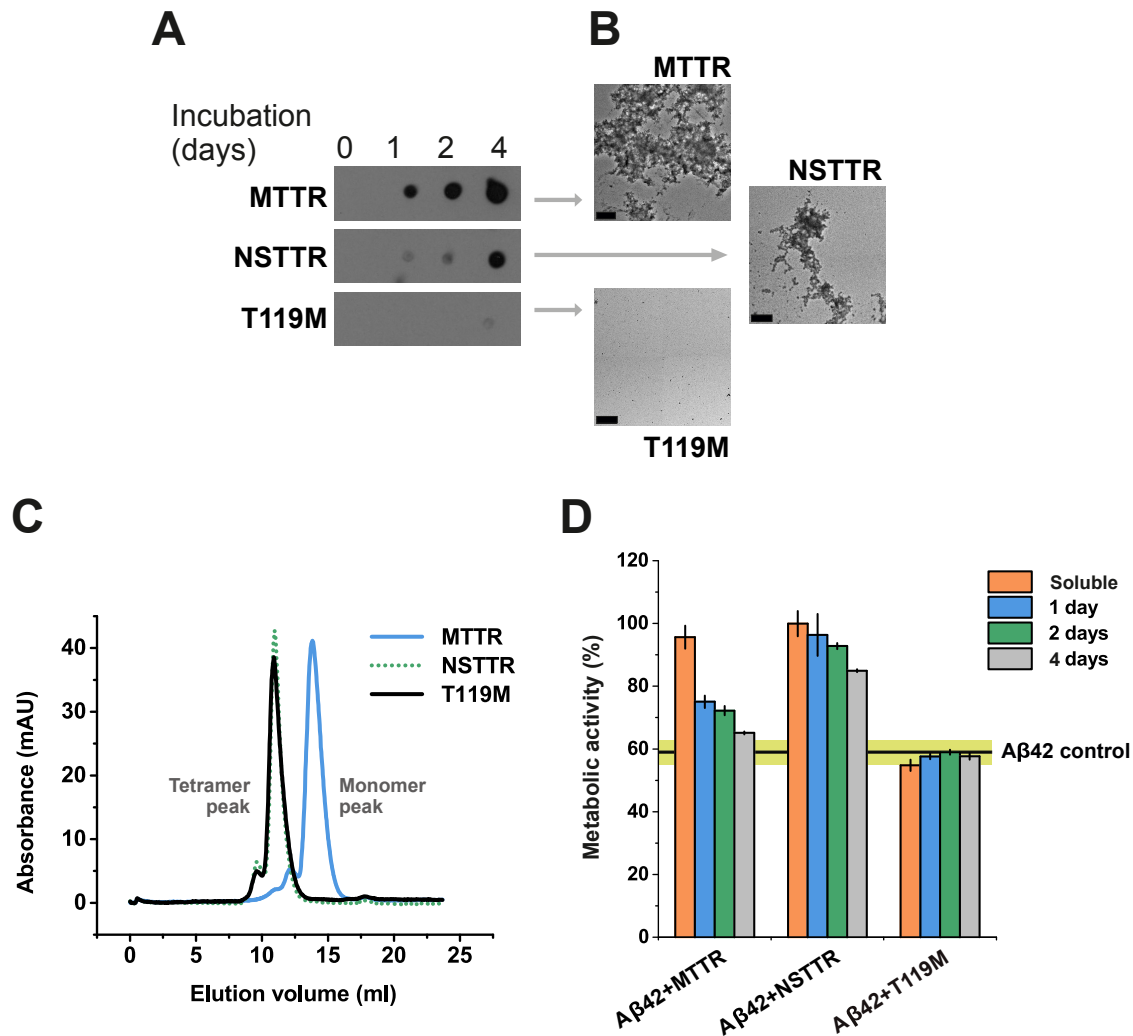 A
B
Incubation
(days)
0 1 2 4
MTTR
NSTTR
T119M
MTTR
NSTTR
T119M
C
Absorbance (mAU)
40
30
20
10
0
0 5 10 15 20 25
Elution volume (ml)
MTTR
NSTTR
T119M
Tetramer
peak
Monomer
peak
D
Metabolic activity (%)
120
100
80
60
40
20
0
Soluble
1 day
2 days
4 days
Aβ42 control
Aβ42+MTTR
Aβ42+NSTTR
Aβ42+T119M